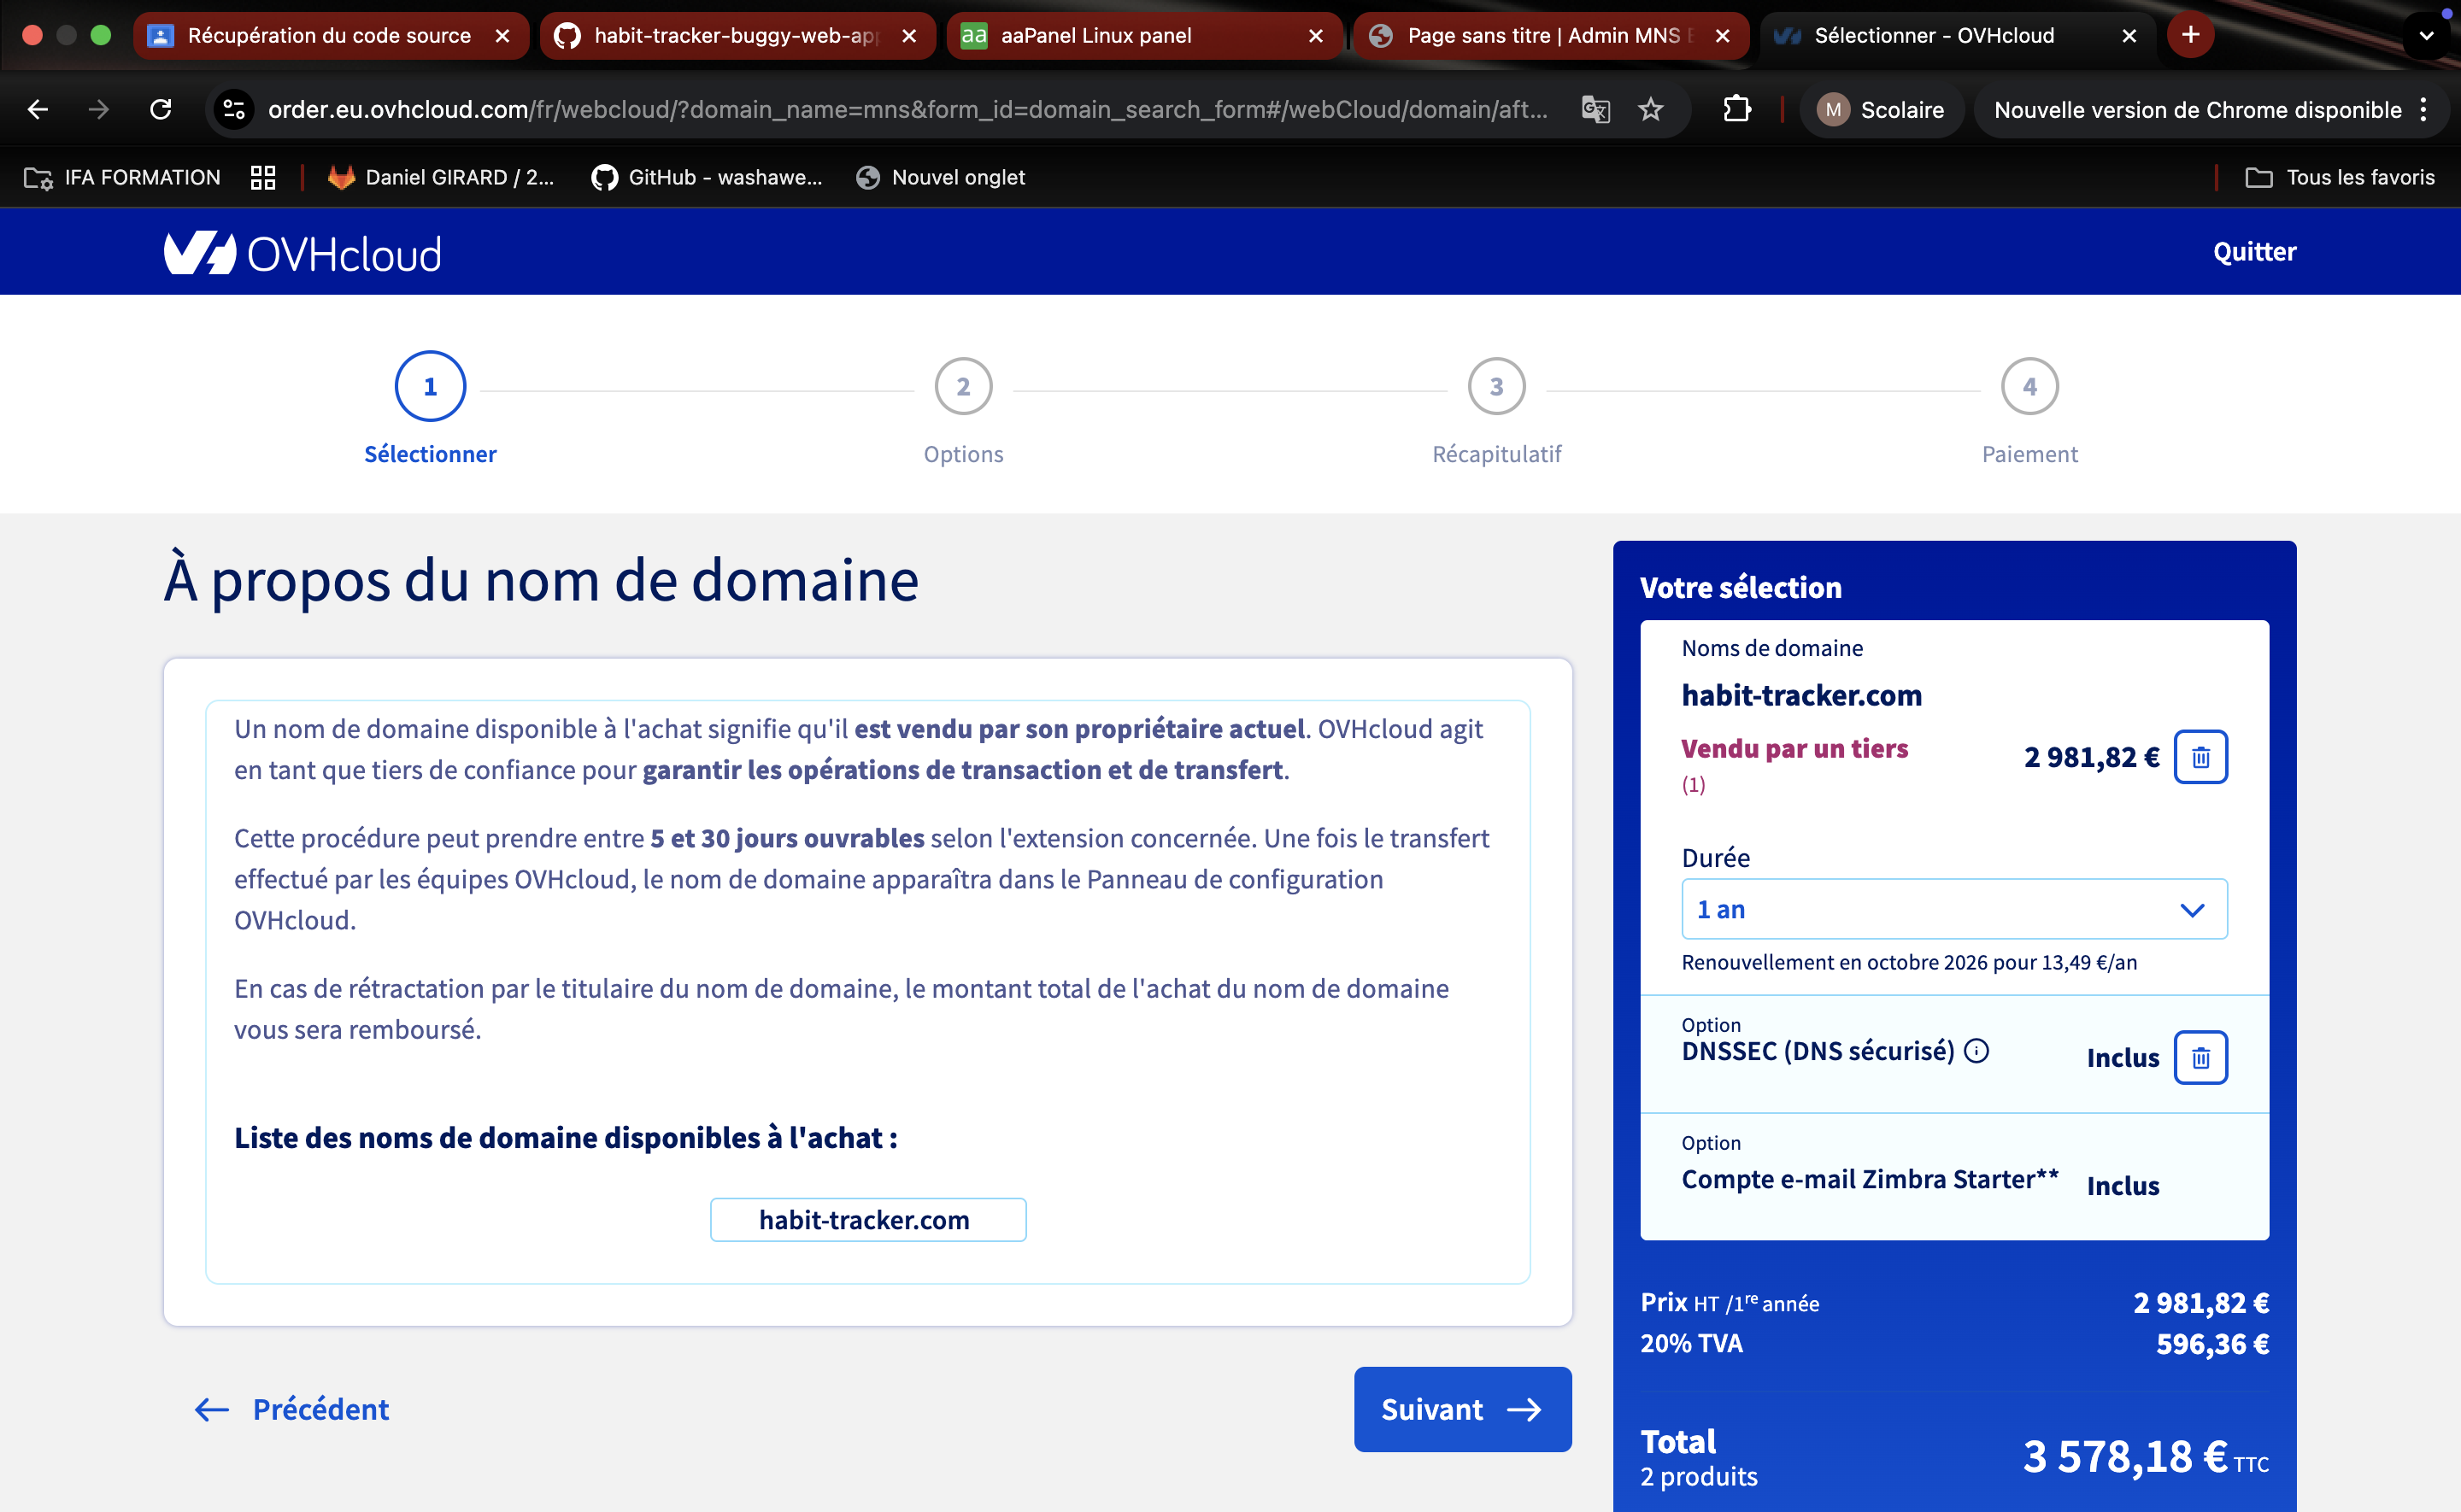 Récupération du code source
habit-tracker-buggy-web-app
aa aaPanel Linux panel
Page sans titre | Admin MNS
Sélectionner - OVHcloud
order.eu.ovhcloud.com/fr/webcloud/?domain_name=mns&form_id=domain_search_form#/webCloud/domain/aft...
M Scolaire
Nouvelle version de Chrome disponible
IFA FORMATION
Daniel GIRARD / 2...
GitHub - washawe...
Nouvel onglet
Tous les favoris
OVHcloud
Quitter
1
2
3
4
Sélectionner
Options
Récapitulatif
Paiement
À propos du nom de domaine
Un nom de domaine disponible à l'achat signifie qu'il est vendu par son propriétaire actuel. OVHcloud agit
en tant que tiers de confiance pour garantir les opérations de transaction et de transfert.
Cette procédure peut prendre entre 5 et 30 jours ouvrables selon l'extension concernée. Une fois le transfert
effectué par les équipes OVHcloud, le nom de domaine apparaîtra dans le Panneau de configuration
OVHcloud.
En cas de rétractation par le titulaire du nom de domaine, le montant total de l'achat du nom de domaine
vous sera remboursé.
Liste des noms de domaine disponibles à l'achat :
habit-tracker.com
Précédent
Suivant
Votre sélection
Noms de domaine
habit-tracker.com
Vendu par un tiers
(1)
2 981,82 €
Durée
1 an
Renouvellement en octobre 2026 pour 13,49 €/an
Option
DNSSEC (DNS sécurisé)
Inclus
Option
Compte e-mail Zimbra Starter**
Inclus
Prix HT /1re année
2 981,82 €
20% TVA
596,36 €
Total
2 produits
3 578,18 € TTC